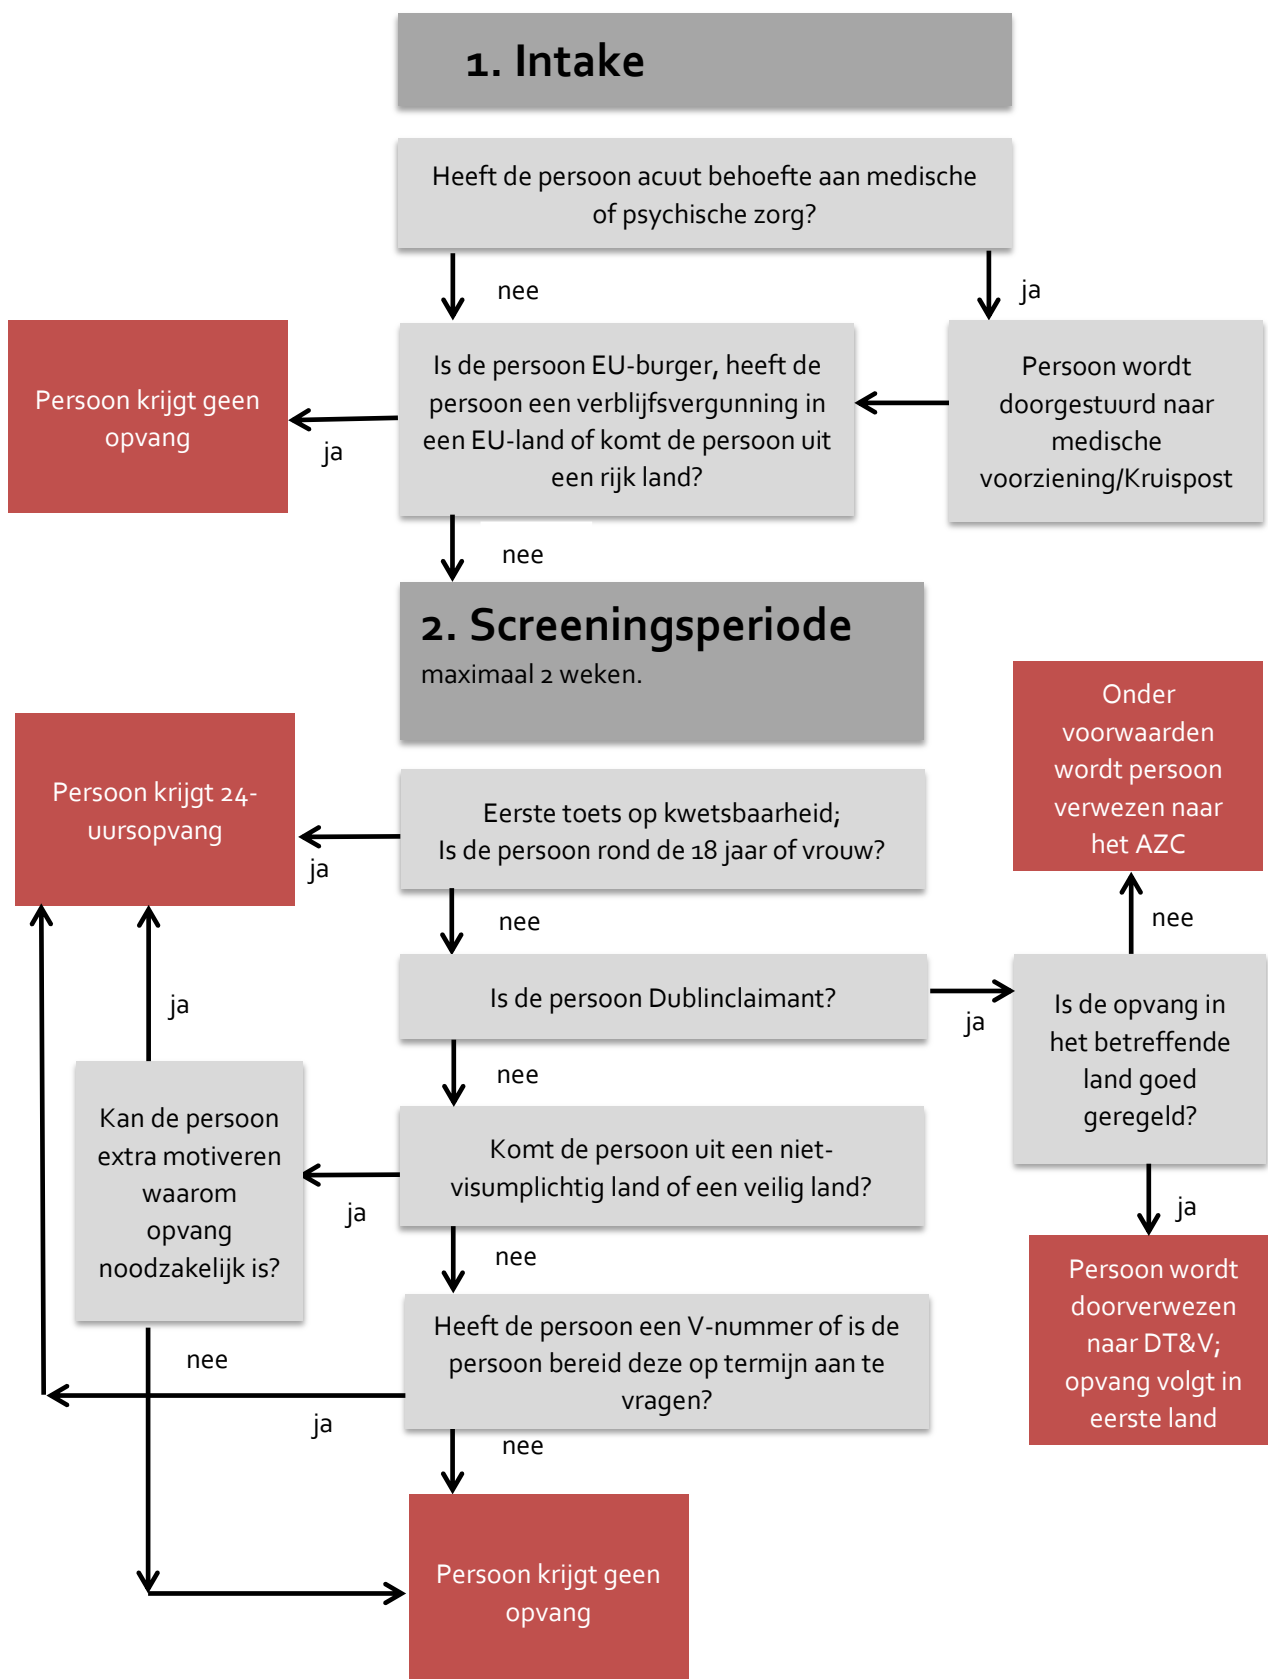 1. Intake
Heeft de persoon acuut behoefte aan medische
of psychische zorg?
nee
ja
Persoon krijgt geen
opvang
ja
Is de persoon EU-burger, heeft de
persoon een verblijfsvergunning in
een EU-land of komt de persoon uit
een rijk land?
Persoon wordt
doorgestuurd naar
medische
voorziening/Kruispost
nee
2. Screeningsperiode
maximaal 2 weken.
Persoon krijgt 24-
uursopvang
ja
Eerste toets op kwetsbaarheid;
Is de persoon rond de 18 jaar of vrouw?
Onder
voorwaarden
wordt persoon
verwezen naar
het AZC
nee
nee
Is de persoon Dublinclaimant?
ja
Is de opvang in
het betreffende
land goed
geregeld?
ja
nee
Kan de persoon
extra motiveren
waarom
opvang
noodzakelijk is?
ja
Komt de persoon uit een niet-
visumplichtig land of een veilig land?
ja
Persoon wordt
doorverwezen
naar DT&V;
opvang volgt in
eerste land
nee
nee
Heeft de persoon een V-nummer of is de
persoon bereid deze op termijn aan te
vragen?
ja
nee
Persoon krijgt geen
opvang